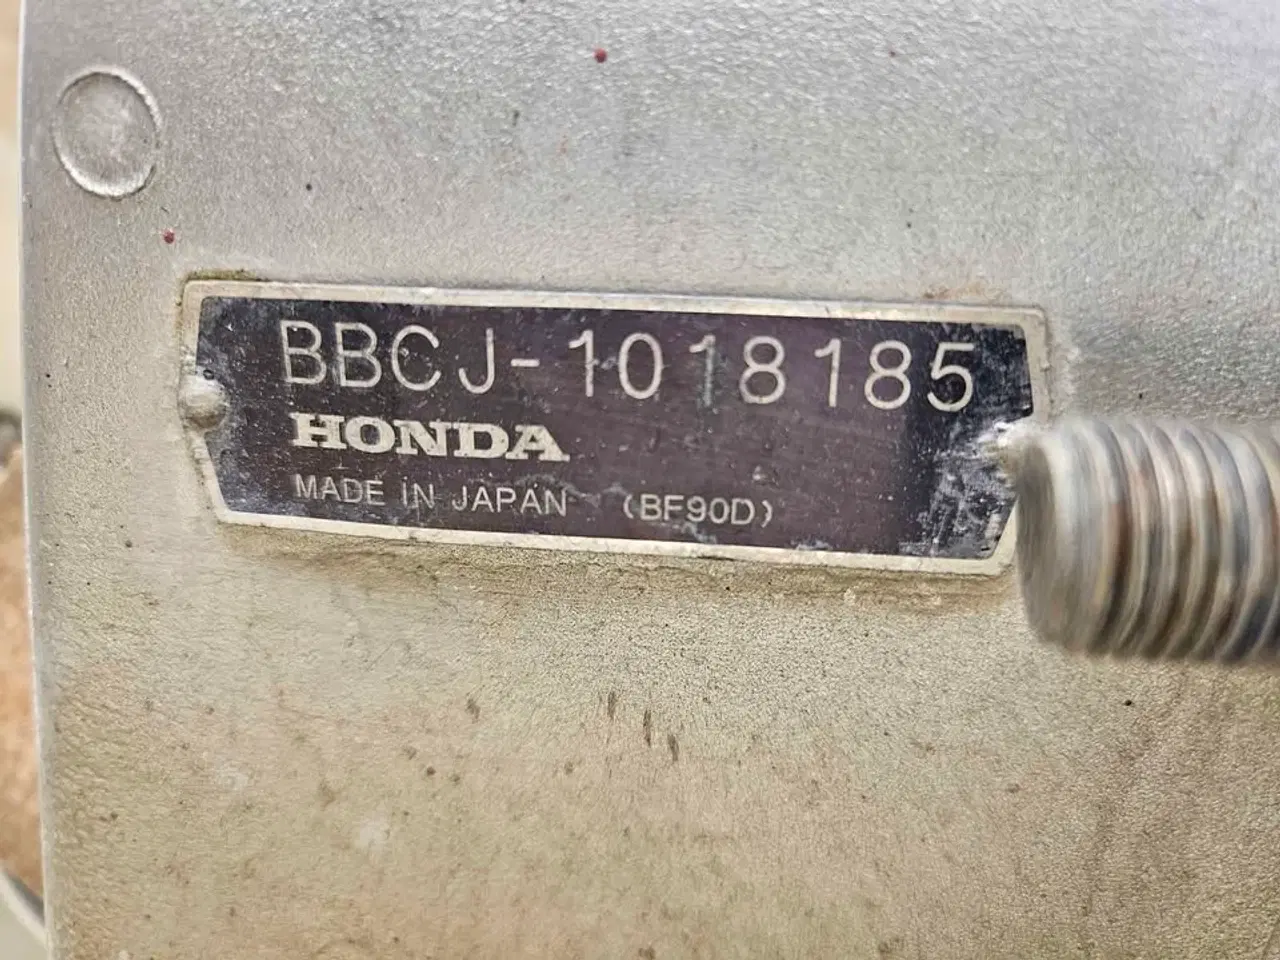 BBCJ-1018185
HONDA
MADE IN JAPAN (BF90D)